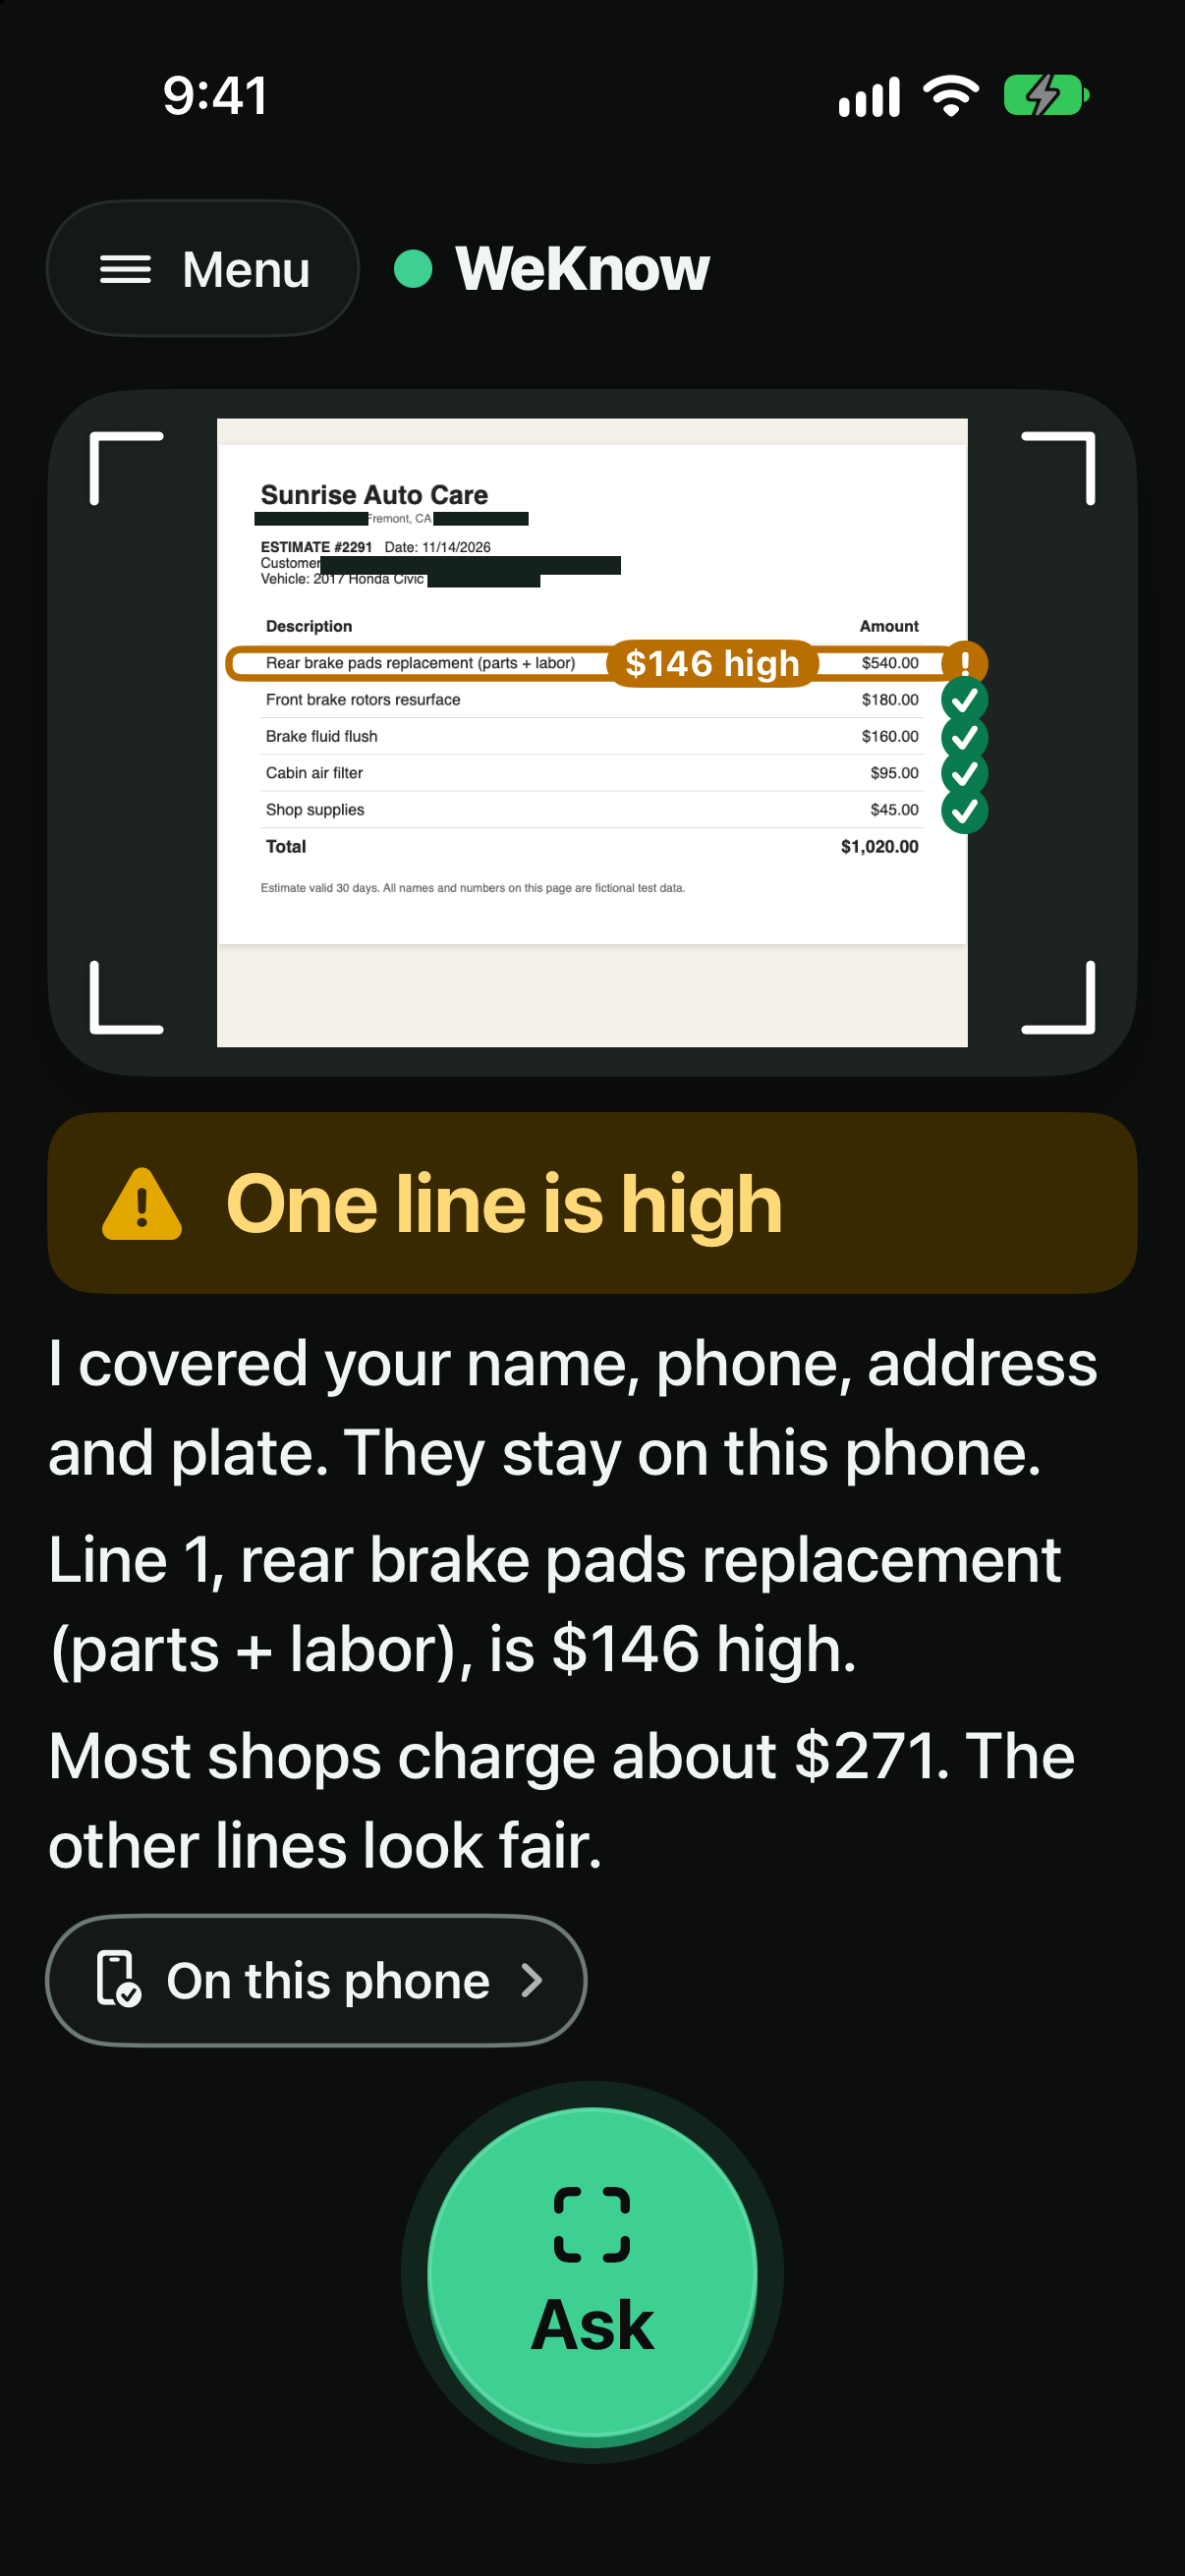 9:41
Menu
WeKnow
Sunrise Auto Care
Fremont, CA
ESTIMATE #2291 Date: 11/14/2026
Customer
Vehicle: 2017 Honda Civic
Description Amount
Rear brake pads replacement (parts + labor) $146 high $540.00
Front brake rotors resurface $180.00
Brake fluid flush $160.00
Cabin air filter $95.00
Shop supplies $45.00
Total $1,020.00
Estimate valid 30 days. All names and numbers on this page are fictional test data.
One line is high
I covered your name, phone, address
and plate. They stay on this phone.
Line 1, rear brake pads replacement
(parts + labor), is $146 high.
Most shops charge about $271. The
other lines look fair.
On this phone
Ask